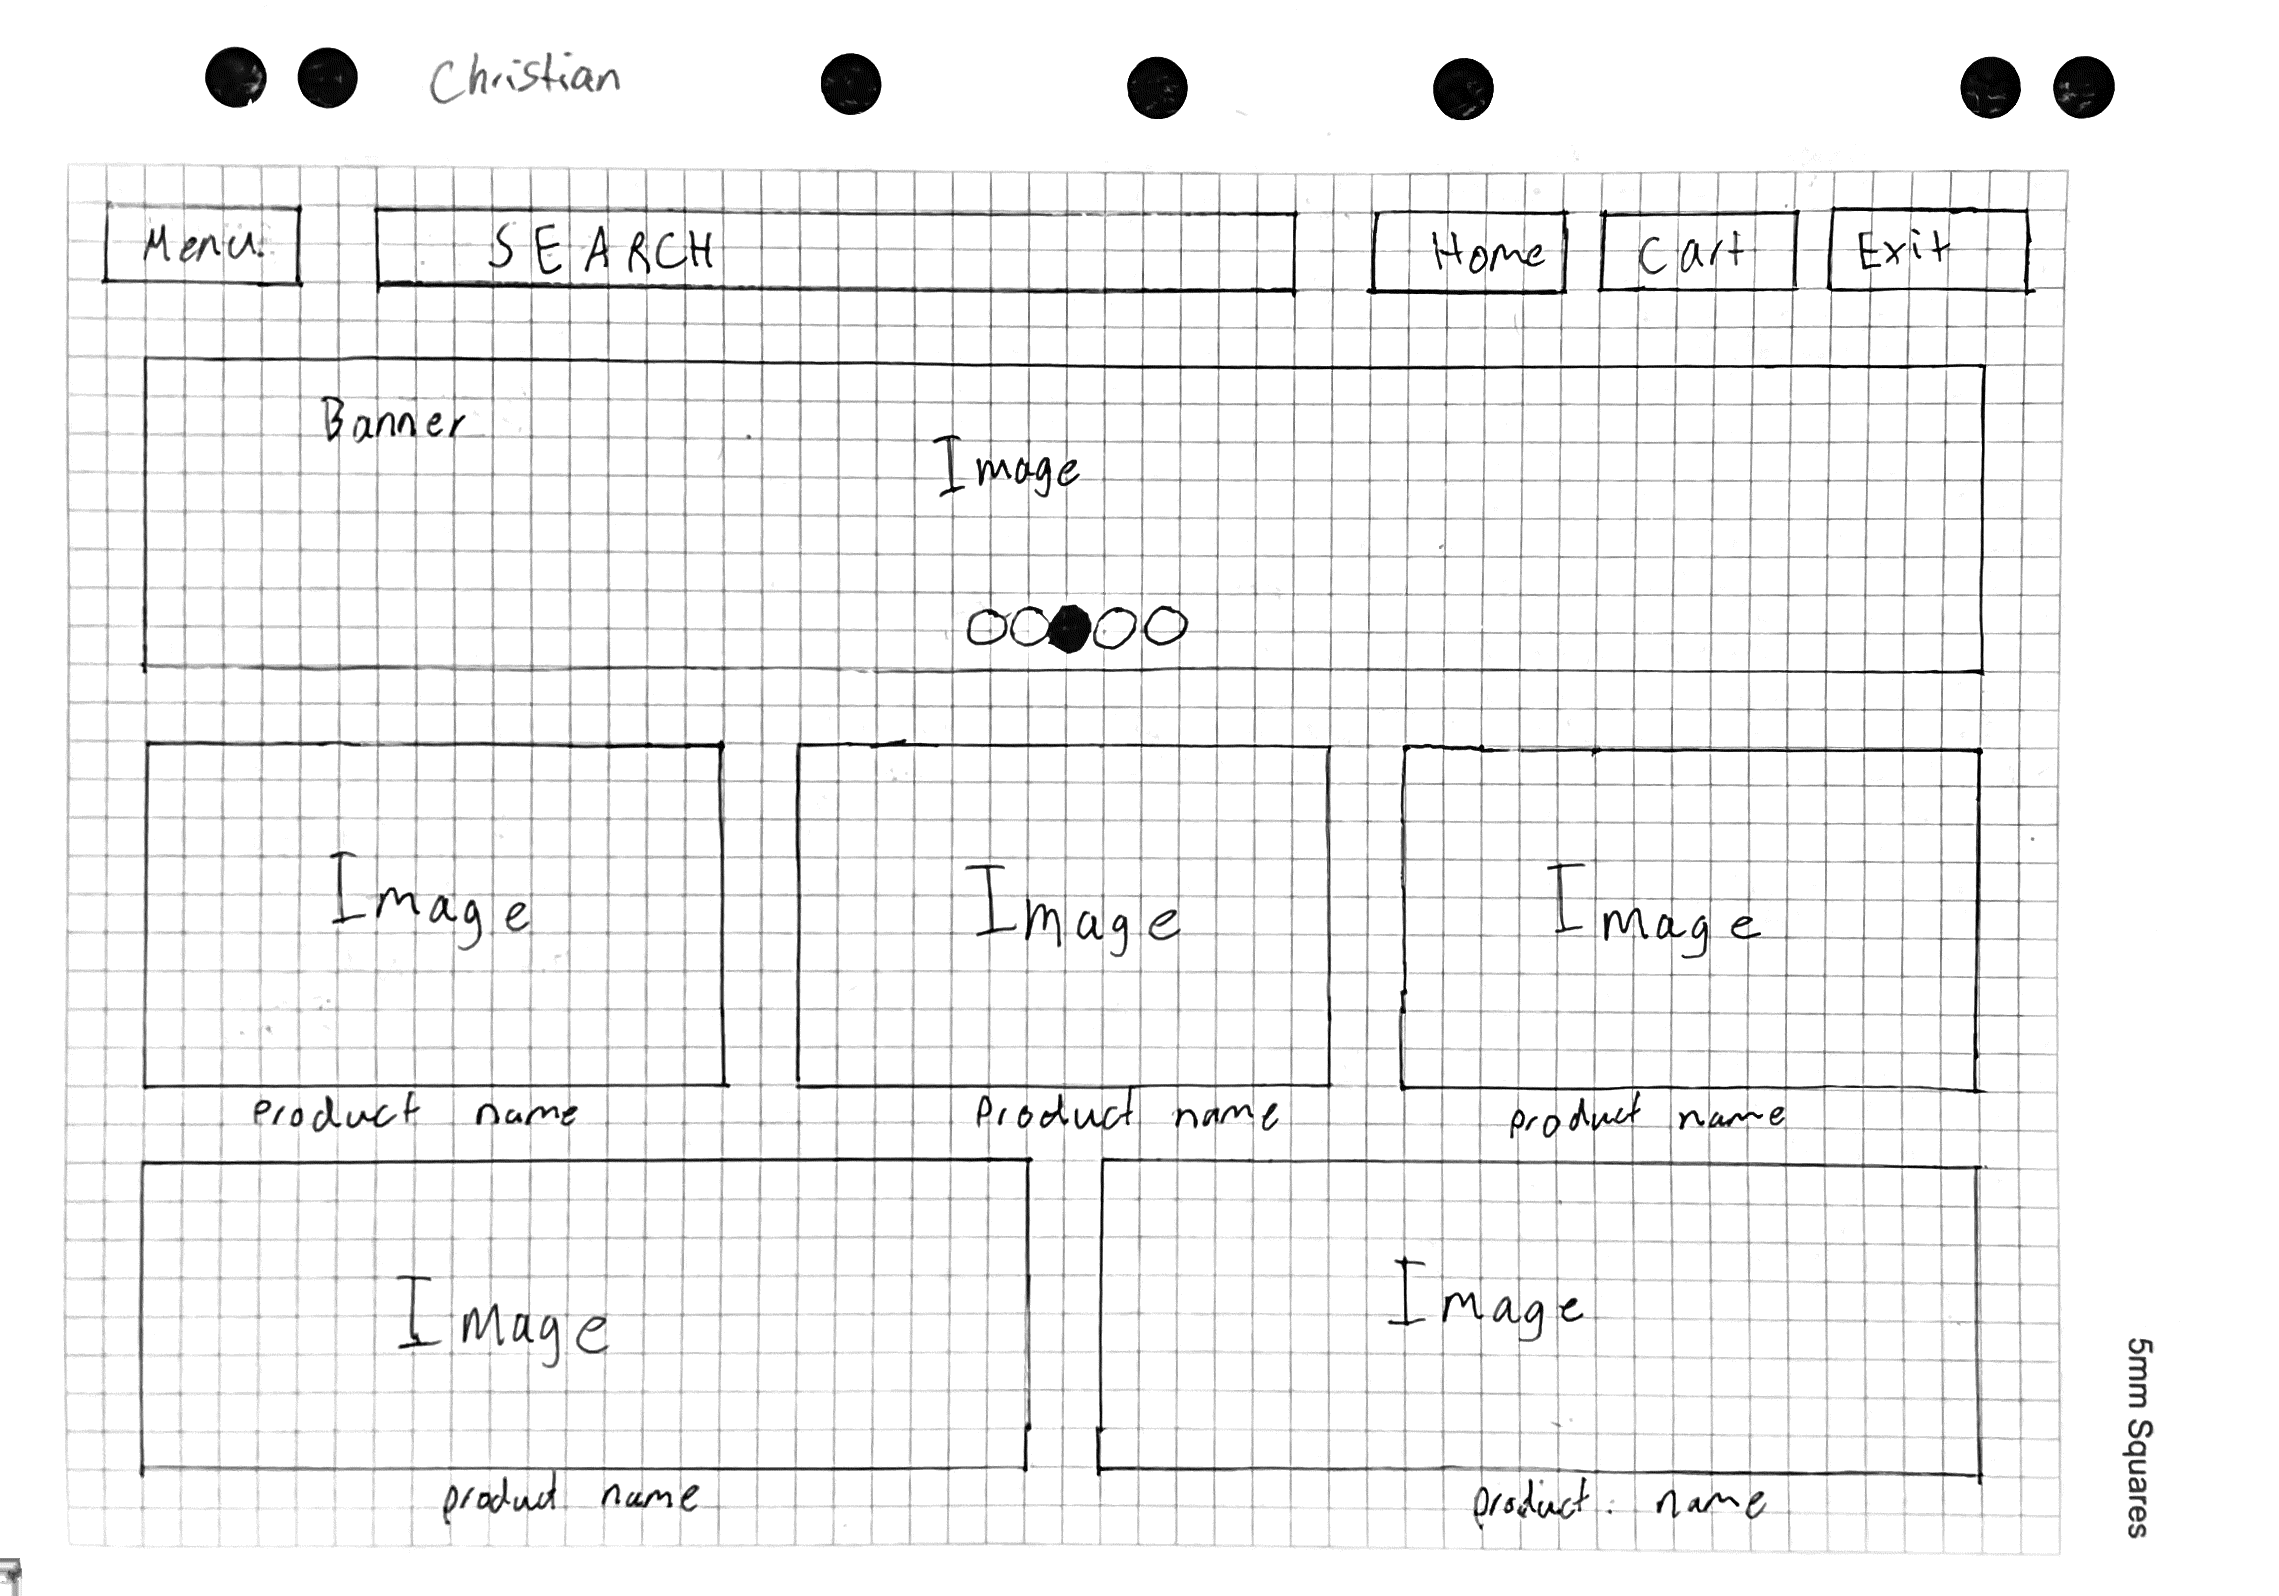 Christian
Menu SEARCH Home Cart Exit
Banner
Image
Image Image Image
product name Product name product name
Image Image
product name product name
5mm Squares